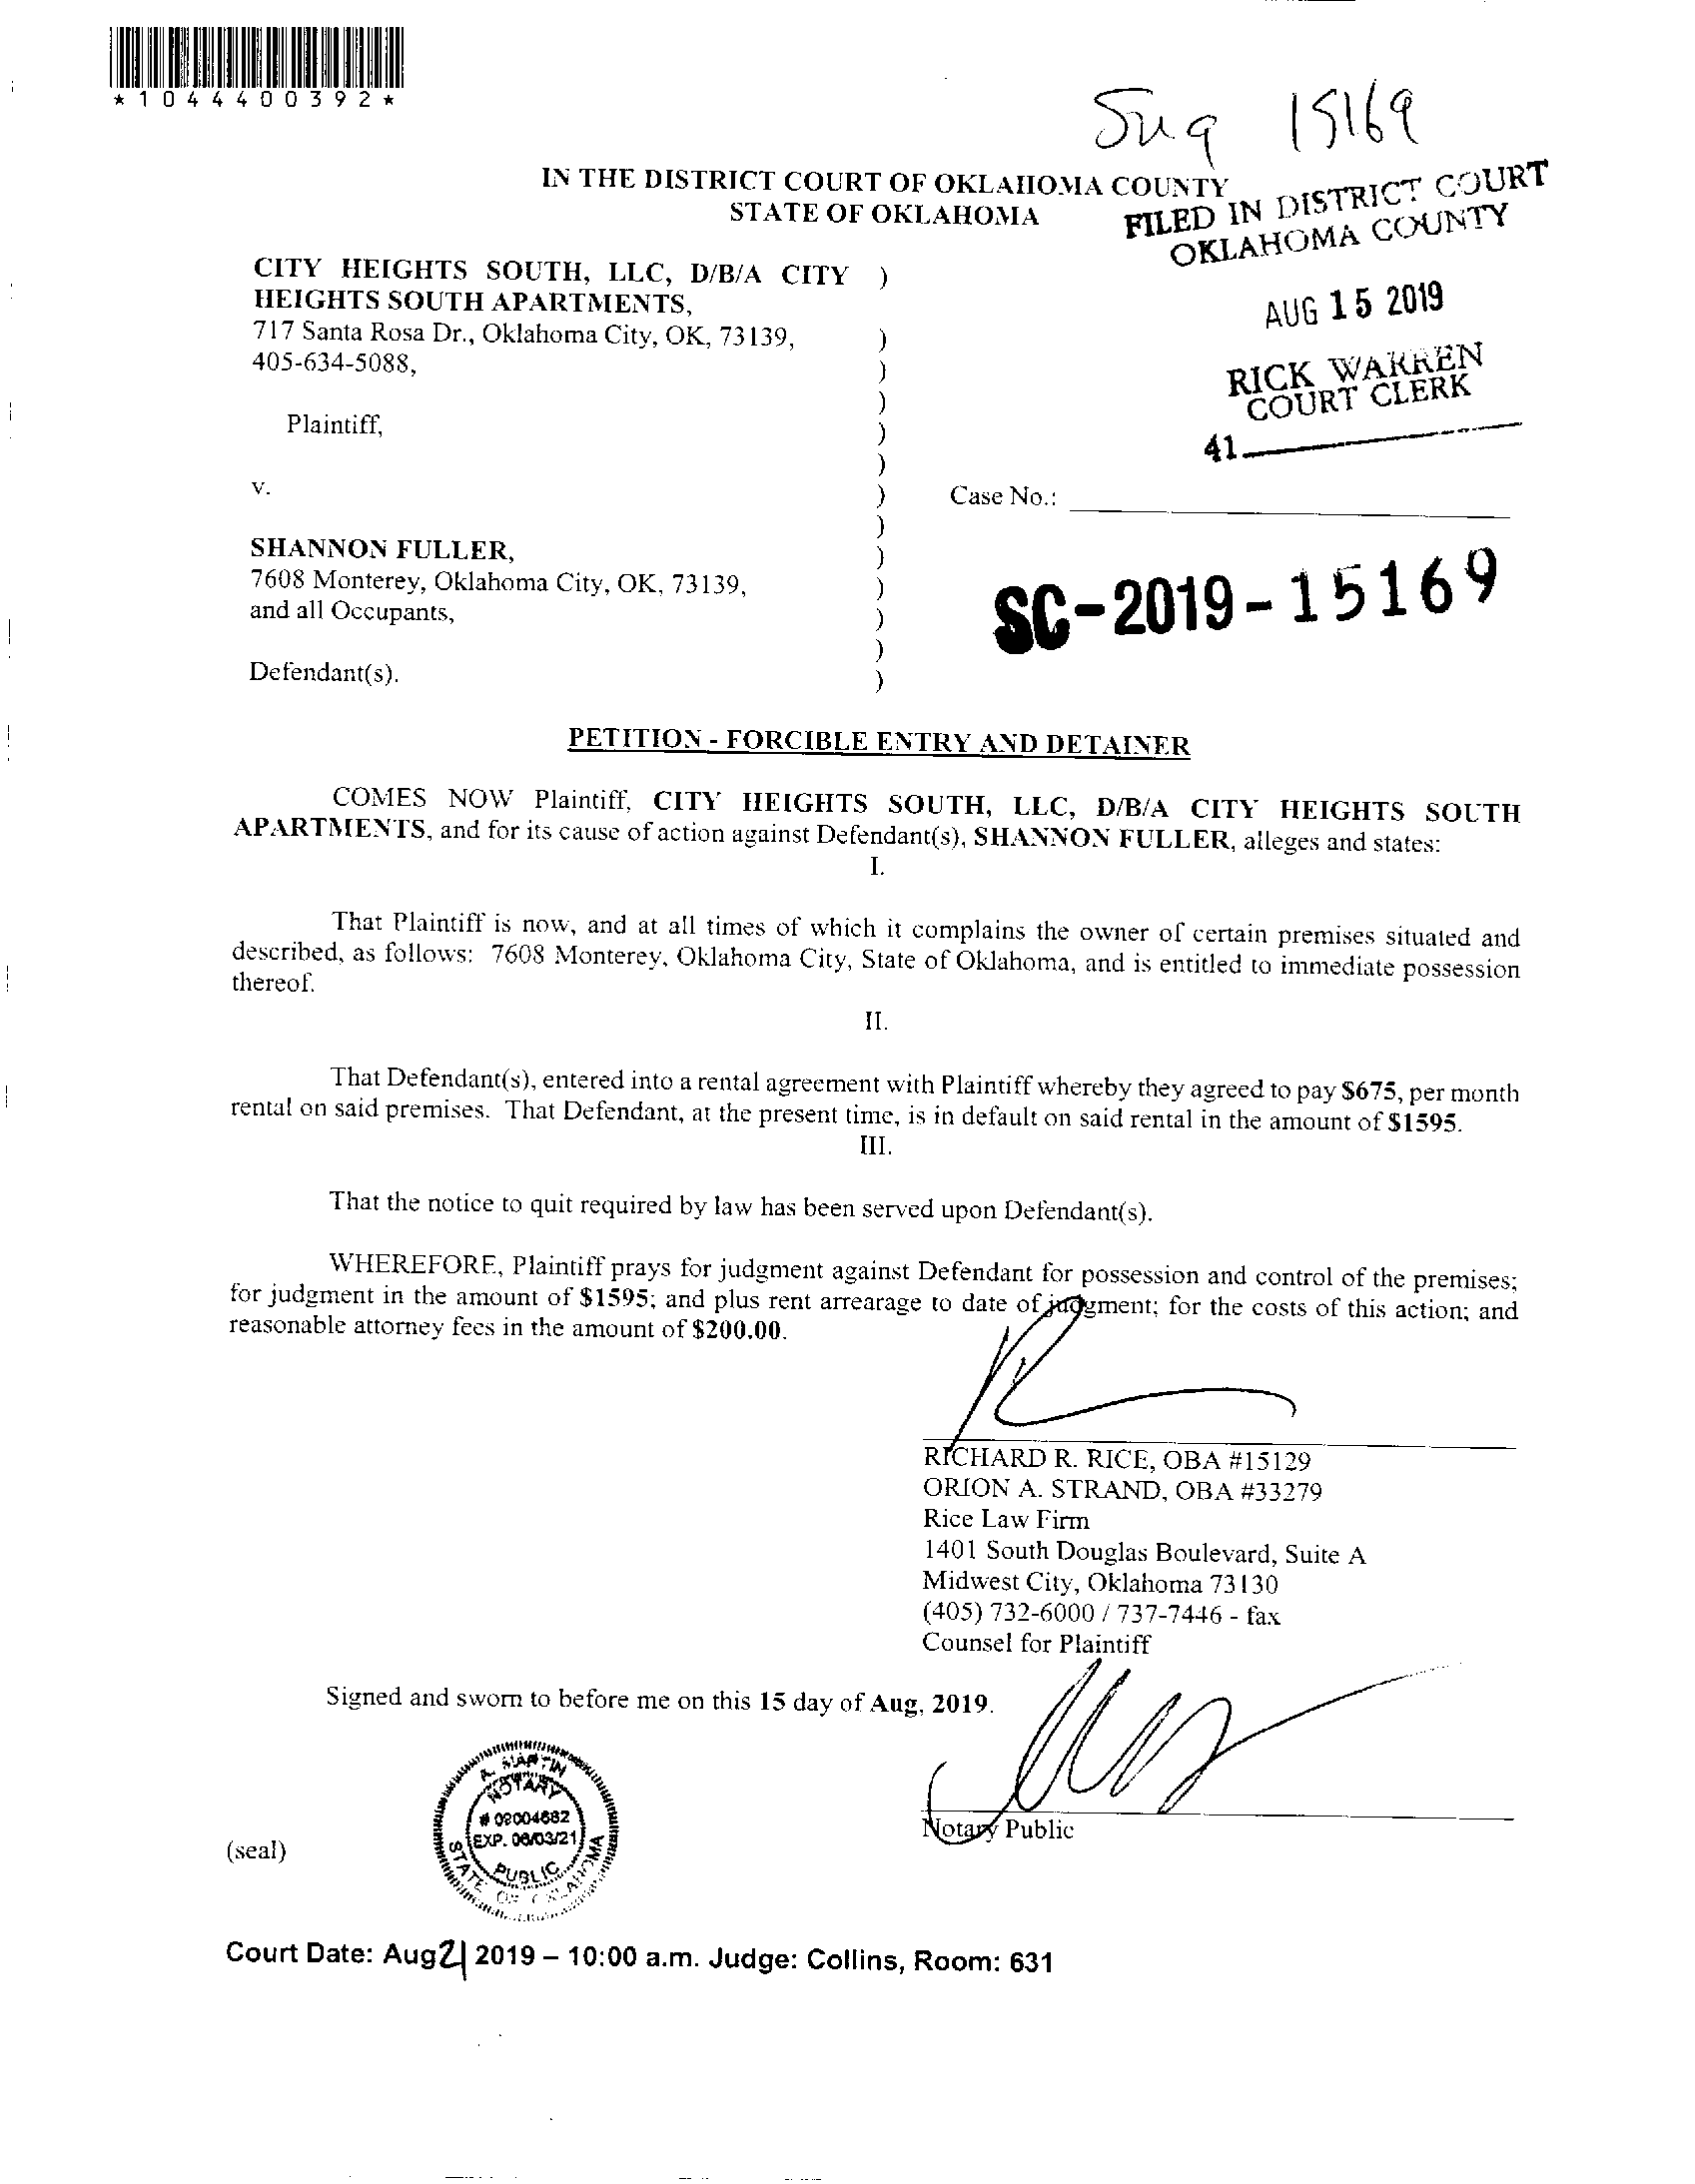 *1044400392*
15169
IN THE DISTRICT COURT OF OKLAHOMA COUNTY
STATE OF OKLAHOMA
FILED IN DISTRICT COURT
OKLAHOMA COUNTY
AUG 15 2019
RICK WARREN
COURT CLERK
41
CITY HEIGHTS SOUTH, LLC, D/B/A CITY )
HEIGHTS SOUTH APARTMENTS,
717 Santa Rosa Dr., Oklahoma City, OK, 73139, )
405-634-5088, )
)
Plaintiff, )
)
v. )
Case No.:
)
SHANNON FULLER, )
7608 Monterey, Oklahoma City, OK, 73139, )
and all Occupants, )
)
Defendant(s). )
SC-2019-15169
PETITION - FORCIBLE ENTRY AND DETAINER
COMES NOW Plaintiff, CITY HEIGHTS SOUTH, LLC, D/B/A CITY HEIGHTS SOUTH
APARTMENTS, and for its cause of action against Defendant(s), SHANNON FULLER, alleges and states:
I.
That Plaintiff is now, and at all times of which it complains the owner of certain premises situated and
described, as follows: 7608 Monterey, Oklahoma City, State of Oklahoma, and is entitled to immediate possession
thereof.
II.
That Defendant(s), entered into a rental agreement with Plaintiff whereby they agreed to pay $675, per month
rental on said premises. That Defendant, at the present time, is in default on said rental in the amount of $1595.
III.
That the notice to quit required by law has been served upon Defendant(s).
WHEREFORE, Plaintiff prays for judgment against Defendant for possession and control of the premises;
for judgment in the amount of $1595; and plus rent arrearage to date of judgment; for the costs of this action; and
reasonable attorney fees in the amount of $200.00.
RICHARD R. RICE, OBA #15129
ORION A. STRAND, OBA #33279
Rice Law Firm
1401 South Douglas Boulevard, Suite A
Midwest City, Oklahoma 73130
(405) 732-6000 / 737-7446 - fax
Counsel for Plaintiff
Signed and sworn to before me on this 15 day of Aug, 2019.
A. MARTIN
NOTARY
# 09004682
EXP. 06/03/21
PUBLIC
STATE OF OKLAHOMA
(seal)
Notary Public
Court Date: Aug 21 2019 – 10:00 a.m. Judge: Collins, Room: 631